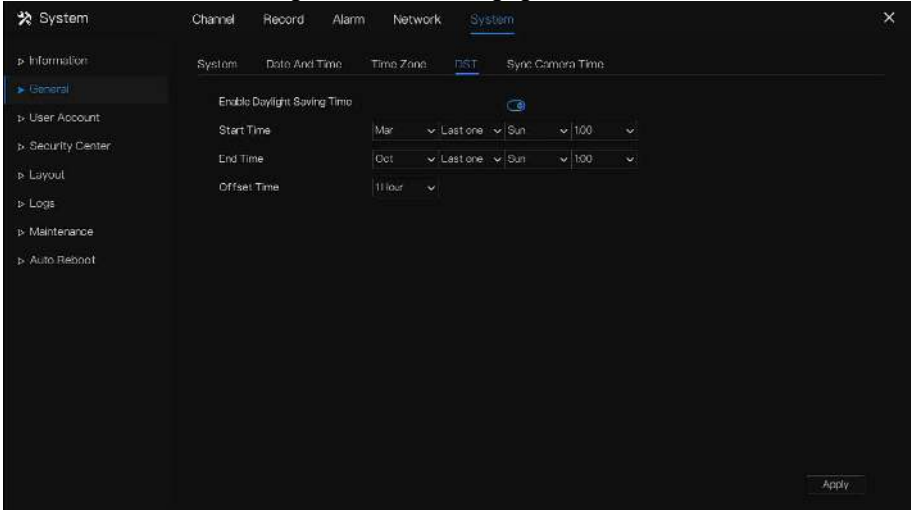 System
Channel Record Alarm Network System
Information
General
User Account
Security Center
Layout
Logs
Maintenance
Auto Reboot
System Date And Time Time Zone DST Sync Camera Time
Enable Daylight Saving Time
Start Time Mar Last one Sun 1:00
End Time Oct Last one Sun 1:00
Offset Time 1Hour
Apply